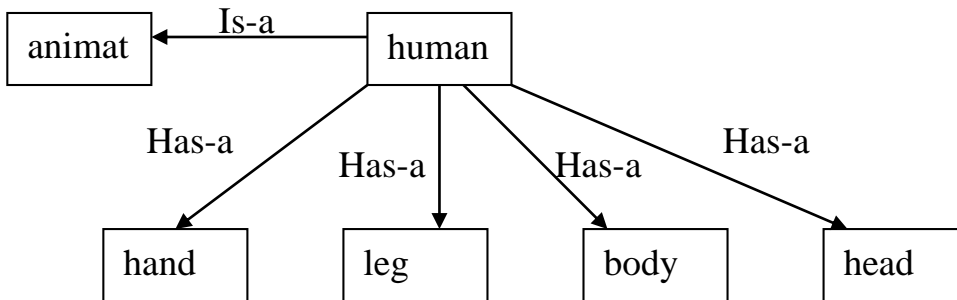 Is-a
animat
human
Has-a
Has-a
Has-a
Has-a
hand
leg
body
head